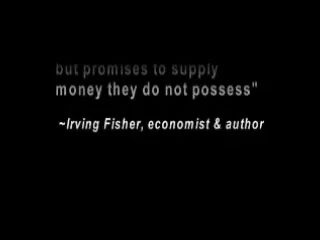 but promises to supply
money they do not possess"
~Irving Fisher, economist & author